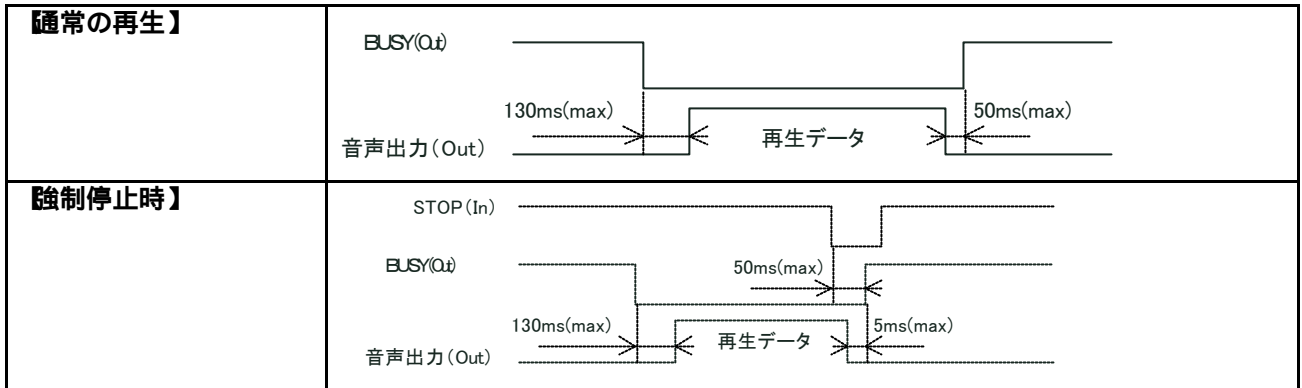 【通常の再生】
BUSY(Out)
130ms(max)
50ms(max)
再生データ
音声出力(Out)
【強制停止時】
STOP(In)
BUSY(Out)
50ms(max)
130ms(max)
再生データ
5ms(max)
音声出力(Out)